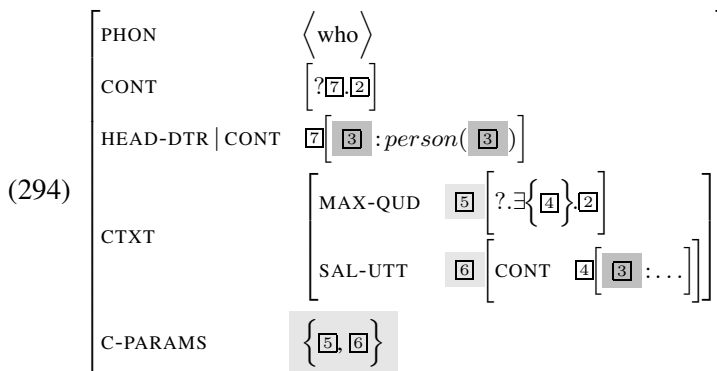 PHON ⟨who⟩
CONT [?7.2]
HEAD-DTR | CONT 7[3 : person(3)]
(294)
CTXT
MAX-QUD 5[?.∃{4}.2]
SAL-UTT 6[CONT 4[3 : ...]]
C-PARAMS {5, 6}